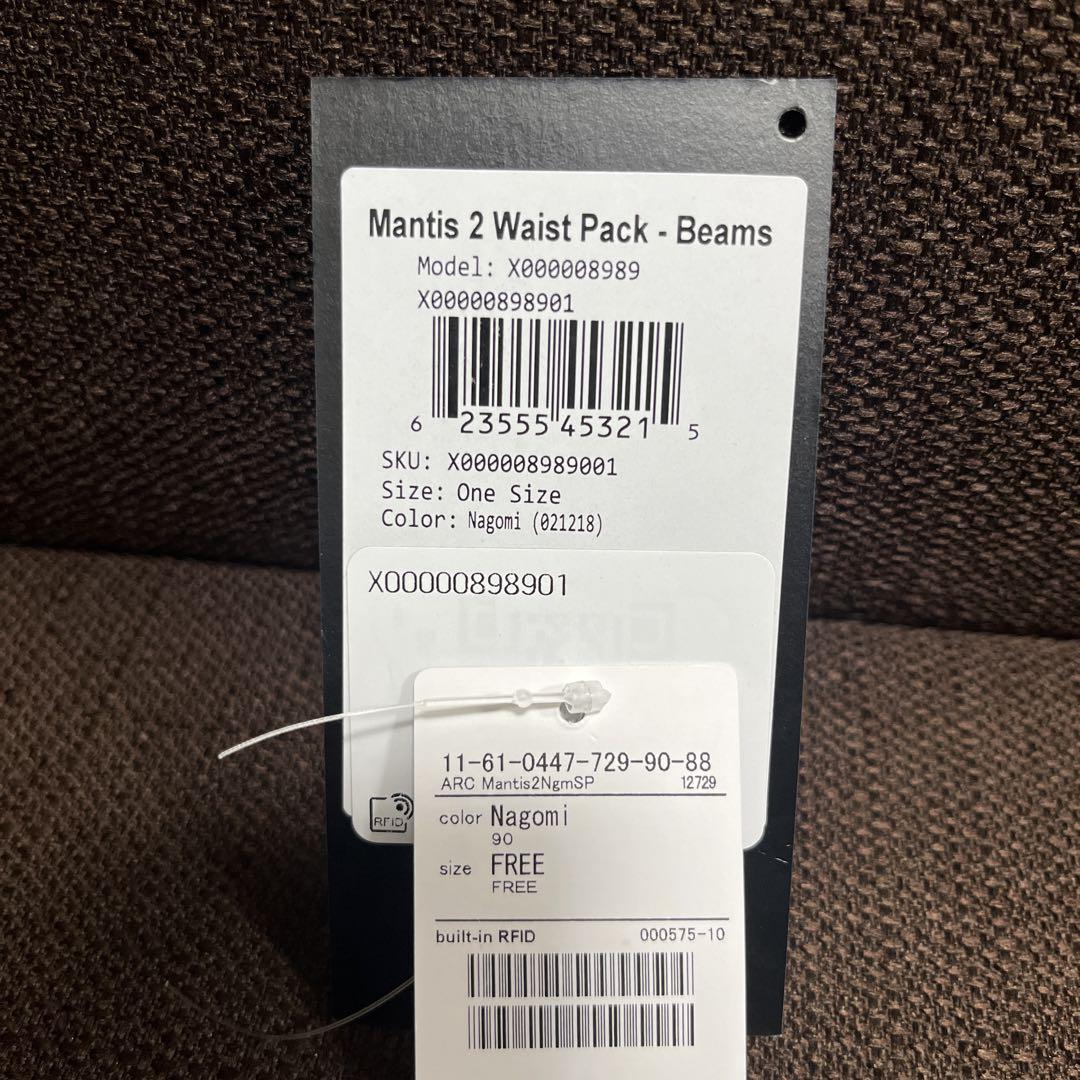 Mantis 2 Waist Pack - Beams
Model: X000008989
X00000898901
6 23555 45321 5
SKU: X000008989001
Size: One Size
Color: Nagomi (021218)
X00000898901
RFID
11-61-0447-729-90-88
ARC Mantis2NgmSP 12729
color Nagomi
90
size FREE
FREE
built-in RFID 000575-10